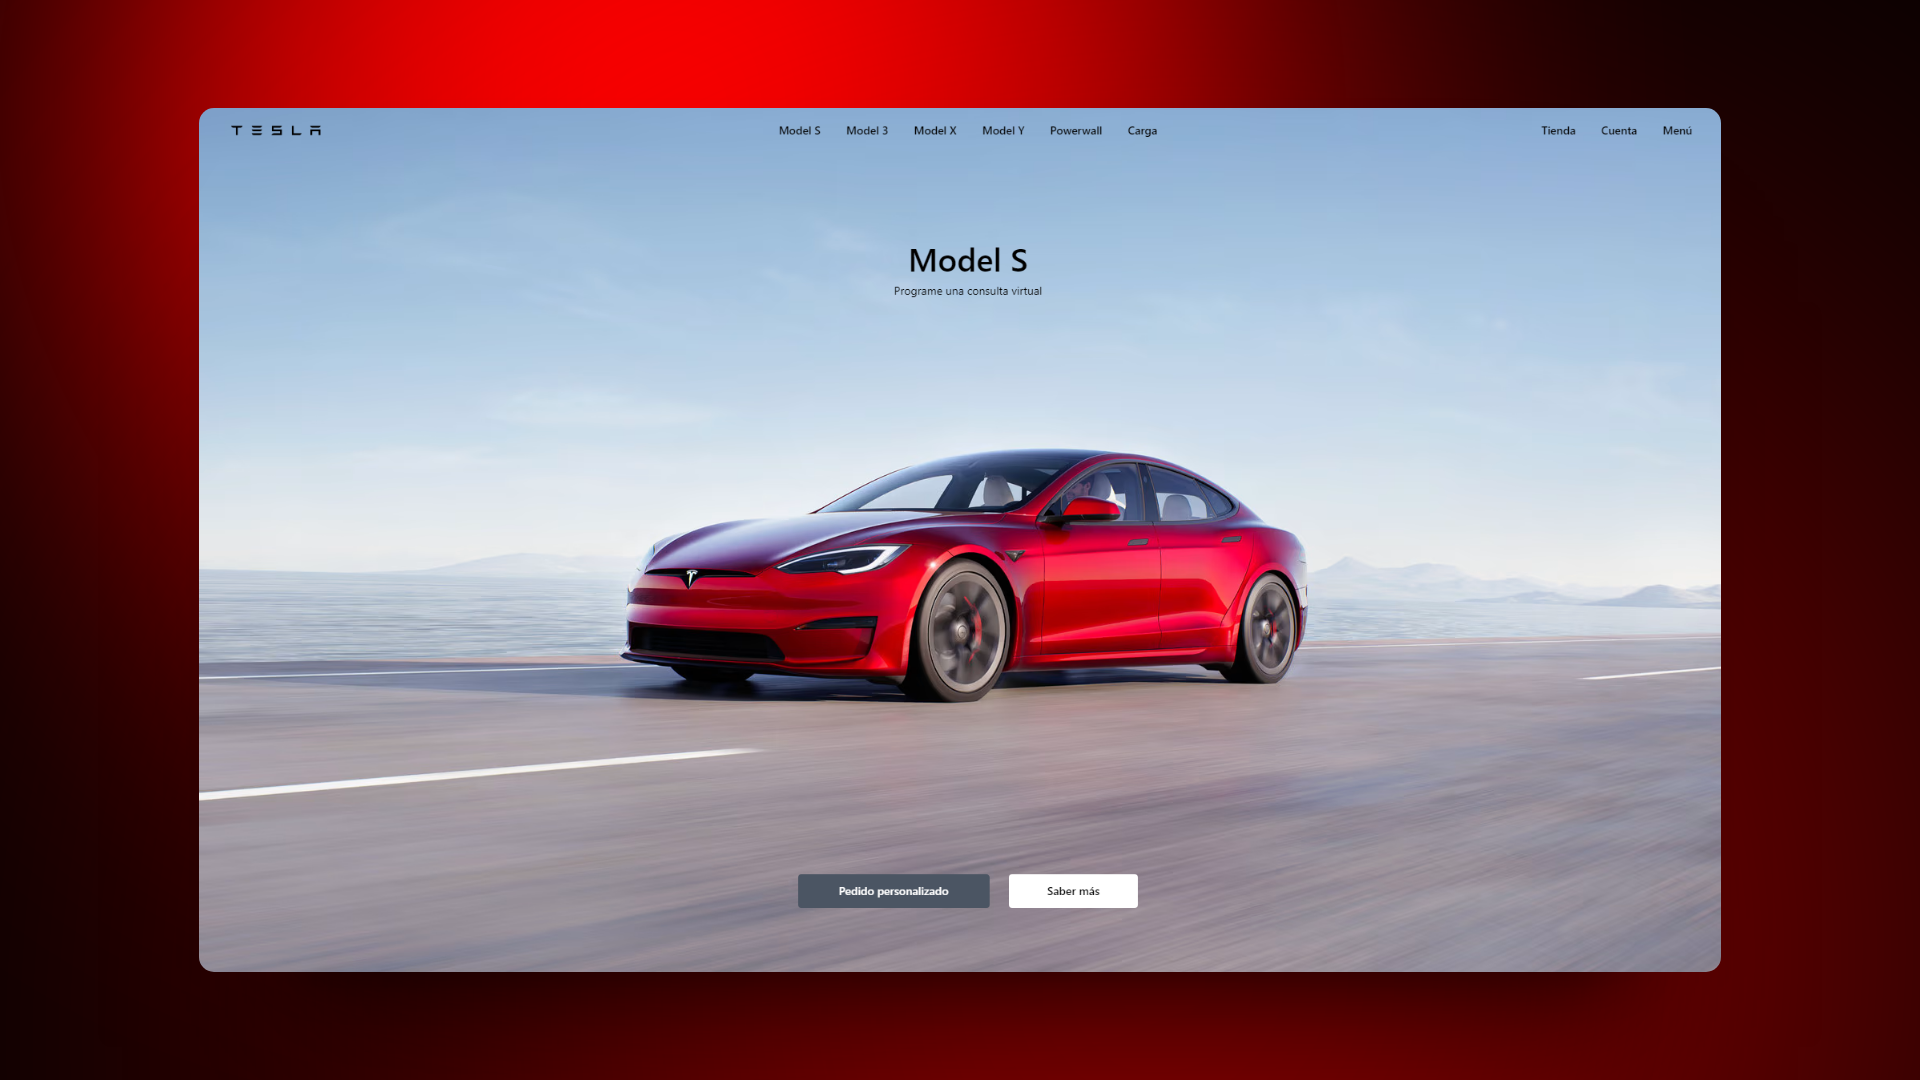 TESLA
Model S Model 3 Model X Model Y Powerwall Carga
Tienda Cuenta Menú
Model S
Programe una consulta virtual
Pedido personalizado
Saber más